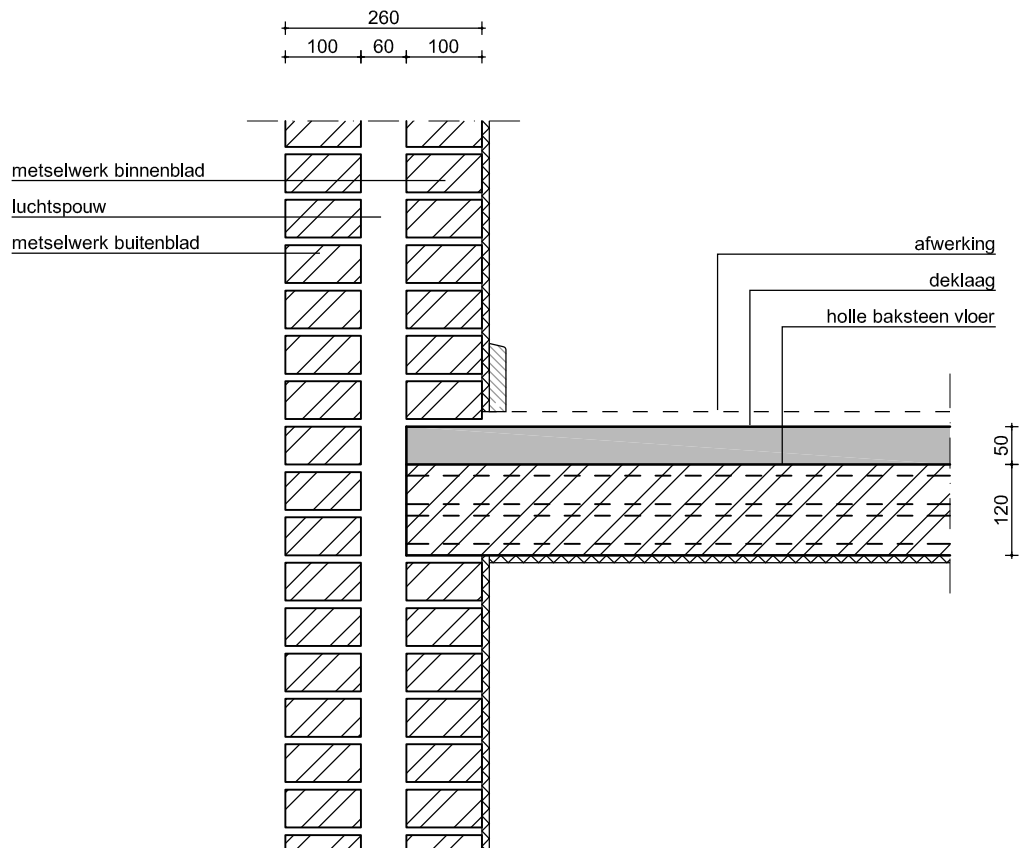 260
100 60 100
metselwerk binnenblad
luchtspouw
metselwerk buitenblad
afwerking
deklaag
holle baksteen vloer
50
120